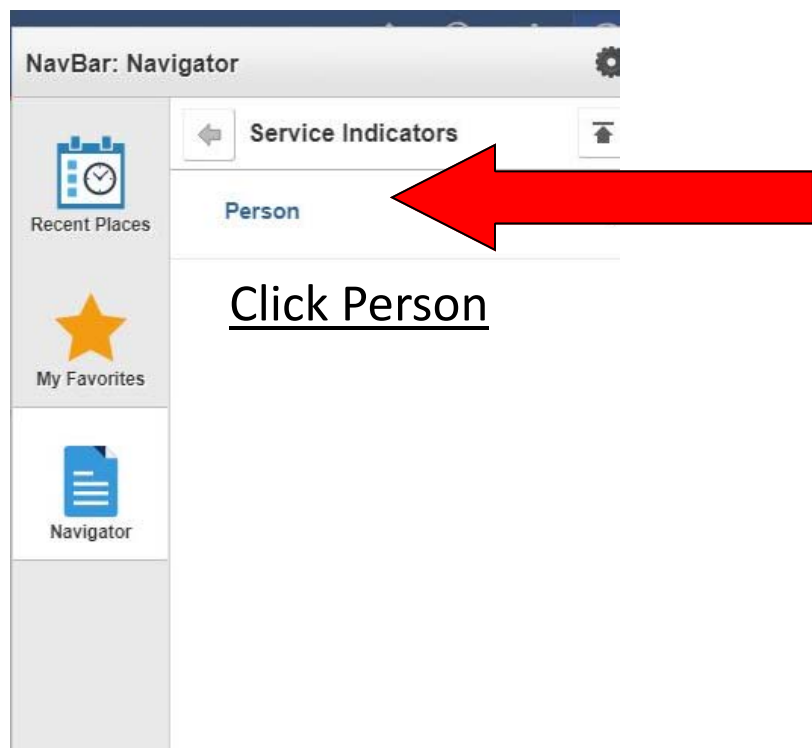 NavBar: Navigator
Service Indicators
Recent Places
Person
Click Person
My Favorites
Navigator